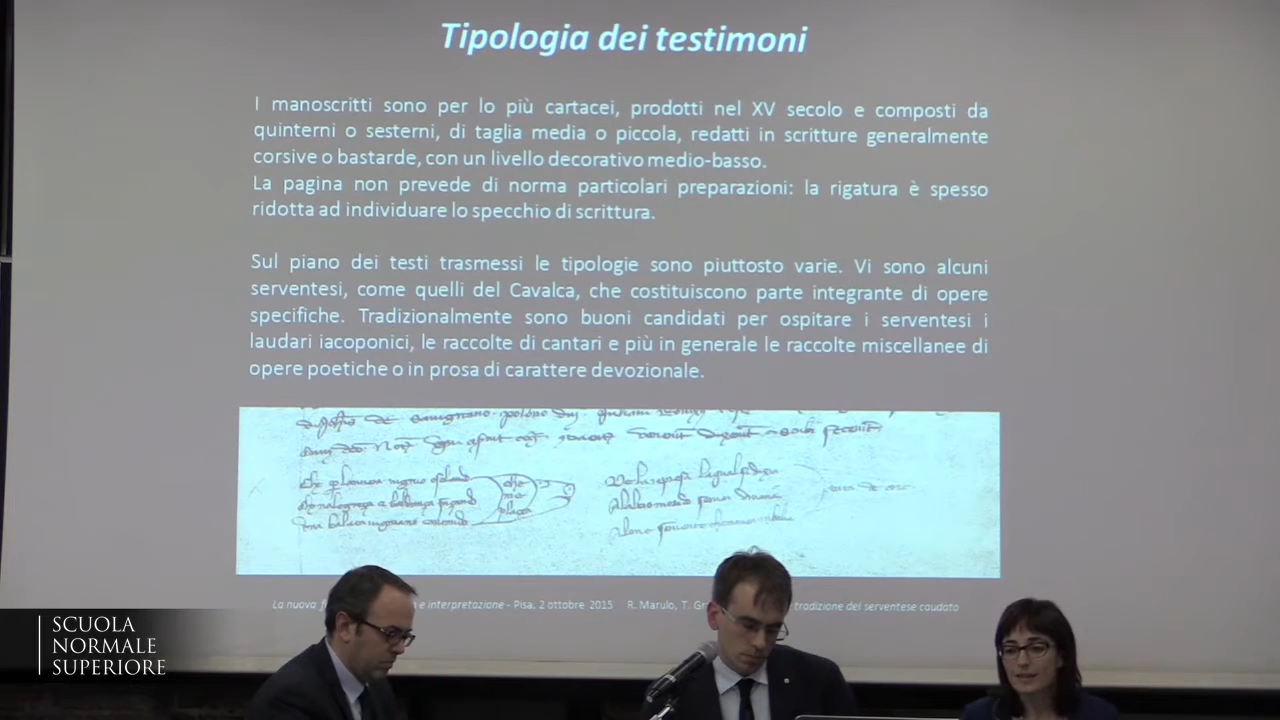 Tipologia dei testimoni
I manoscritti sono per lo più cartacei, prodotti nel XV secolo e composti da
quinterni o sesterni, di taglia media o piccola, redatti in scritture generalmente
corsive o bastarde, con un livello decorativo medio-basso.
La pagina non prevede di norma particolari preparazioni: la rigatura è spesso
ridotta ad individuare lo specchio di scrittura.
Sul piano dei testi trasmessi le tipologie sono piuttosto varie. Vi sono alcuni
serventesi, come quelli del Cavalca, che costituiscono parte integrante di opere
specifiche. Tradizionalmente sono buoni candidati per ospitare i serventesi i
laudari iacoponici, le raccolte di cantari e più in generale le raccolte miscellanee di
opere poetiche o in prosa di carattere devozionale.
La nuova e interpretazione - Pisa, 2 ottobre 2015 R. Marulo, T. tradizione del serventese caudato
SCUOLA
NORMALE
SUPERIORE